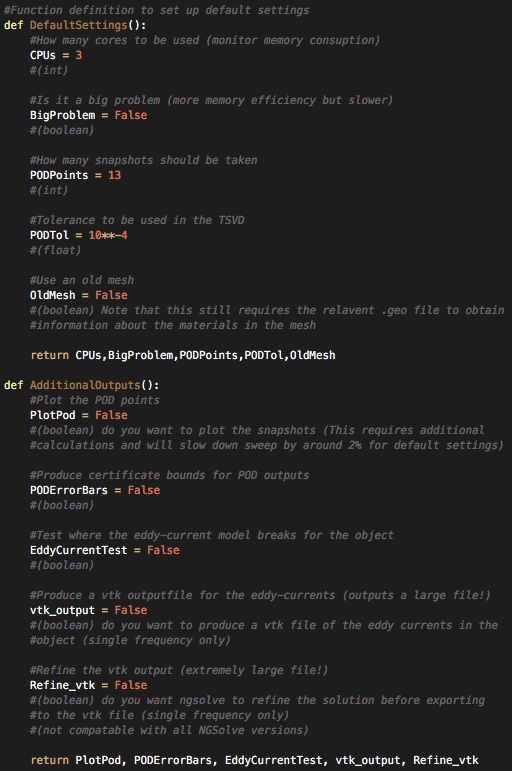 #Function definition to set up default settings
def DefaultSettings():
    #How many cores to be used (monitor memory consuption)
    CPUs = 3
    #(int)

    #Is it a big problem (more memory efficiency but slower)
    BigProblem = False
    #(boolean)

    #How many snapshots should be taken
    PODPoints = 13
    #(int)

    #Tolerance to be used in the TSVD
    PODTol = 10**-4
    #(float)

    #Use an old mesh
    OldMesh = False
    #(boolean) Note that this still requires the relavent .geo file to obtain
    #information about the materials in the mesh

    return CPUs,BigProblem,PODPoints,PODTol,OldMesh

def AdditionalOutputs():
    #Plot the POD points
    PlotPod = False
    #(boolean) do you want to plot the snapshots (This requires additional
    #calculations and will slow down sweep by around 2% for default settings)

    #Produce certificate bounds for POD outputs
    PODErrorBars = False
    #(boolean)

    #Test where the eddy-current model breaks for the object
    EddyCurrentTest = False
    #(boolean)

    #Produce a vtk outputfile for the eddy-currents (outputs a large file!)
    vtk_output = False
    #(boolean) do you want to produce a vtk file of the eddy currents in the
    #object (single frequency only)

    #Refine the vtk output (extremely large file!)
    Refine_vtk = False
    #(boolean) do you want ngsolve to refine the solution before exporting
    #to the vtk file (single frequency only)
    #(not compatable with all NGSolve versions)

    return PlotPod, PODErrorBars, EddyCurrentTest, vtk_output, Refine_vtk